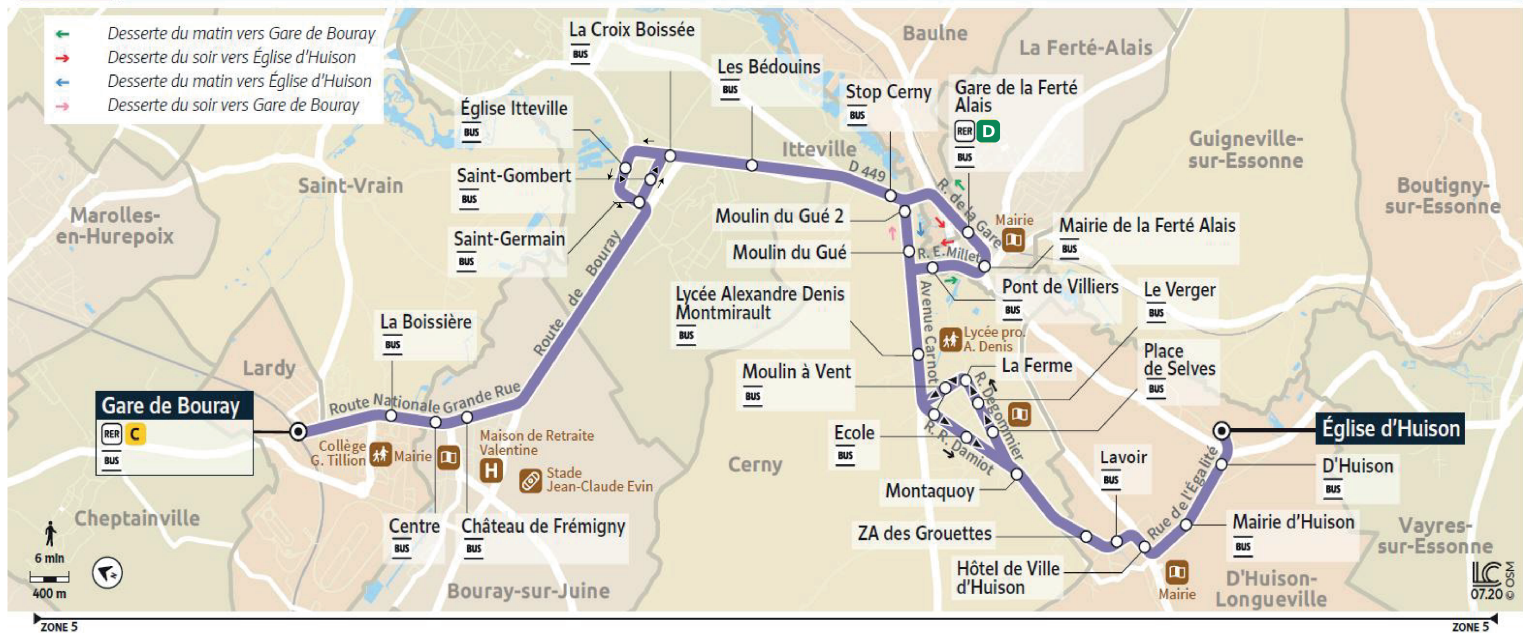 Desserte du matin vers Gare de Bouray
Desserte du soir vers Église d'Huison
Desserte du matin vers Église d'Huison
Desserte du soir vers Gare de Bouray
La Croix Boissée
BUS
Les Bédouins
BUS
Baulne
La Ferté-Alais
Stop Cerny
BUS
Gare de la Ferté
Alais
RER D
BUS
Église Itteville
BUS
Itteville
D 449
Guigneville-
sur-Essonne
Saint-Vrain
Saint-Gombert
BUS
Boutigny-
sur-Essonne
Marolles-
en-Hurepoix
Moulin du Gué 2
R. de la Gare
Mairie
Mairie de la Ferté Alais
BUS
Saint-Germain
BUS
Moulin du Gué
R. E. Millet
Route de Bouray
Lycée Alexandre Denis
Montmirault
BUS
Avenue Carnot
Pont de Villiers
BUS
Le Verger
BUS
La Boissière
BUS
Lycée pro.
A. Denis
Place
de Selves
BUS
Lardy
Moulin à Vent
BUS
La Ferme
Gare de Bouray
RER C
BUS
Route Nationale
Grande Rue
R. Degommier
Ecole
BUS
R. R. Damiot
Église d'Huison
Collège
G. Tillion
Mairie
Maison de Retraite
Valentine
H
Stade
Jean-Claude Evin
Cerny
Lavoir
BUS
Rue de l'Égalité
D'Huison
BUS
Montaquoy
Cheptainville
Centre
BUS
Château de Frémigny
BUS
ZA des Grouettes
Mairie d'Huison
BUS
Vayres-
sur-Essonne
6 min
400 m
N
Bouray-sur-Juine
Hôtel de Ville
d'Huison
Mairie
D'Huison-
Longueville
LC
07.20 © OSM
ZONE 5
ZONE 5